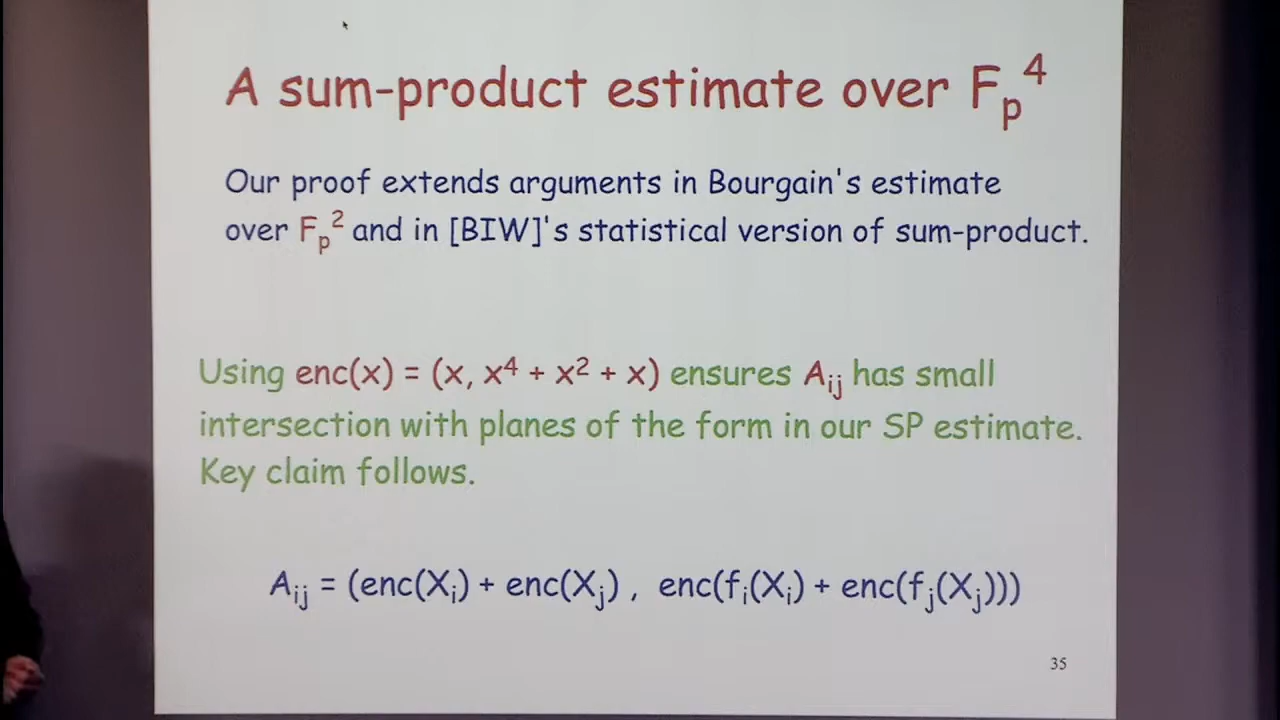 A sum-product estimate over F_p^4
Our proof extends arguments in Bourgain's estimate
over F_p^2 and in [BIW]'s statistical version of sum-product.
Using enc(x) = (x, x^4 + x^2 + x) ensures A_ij has small
intersection with planes of the form in our SP estimate.
Key claim follows.
A_ij = (enc(X_i) + enc(X_j) , enc(f_i(X_i) + enc(f_j(X_j)))
35